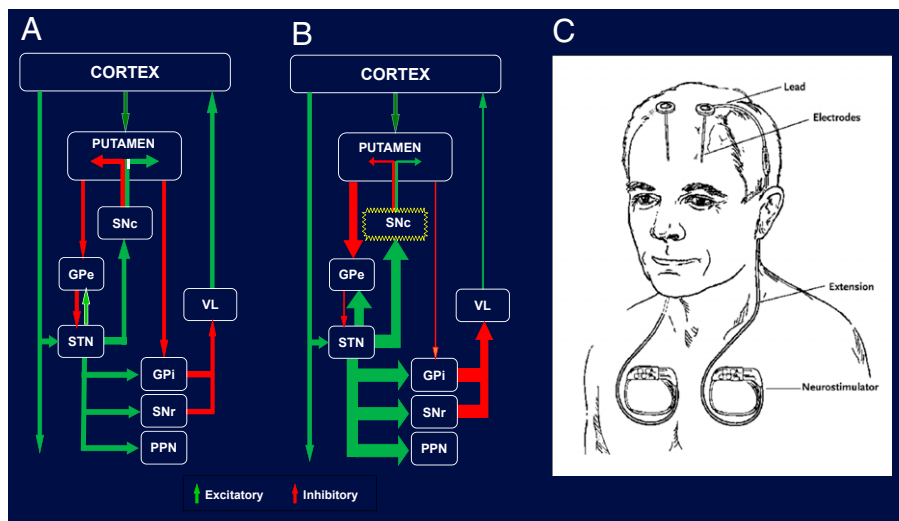 A
CORTEX
PUTAMEN
SNc
GPe
VL
STN
GPi
SNr
PPN
B
CORTEX
PUTAMEN
SNc
GPe
VL
STN
GPi
SNr
PPN
Excitatory
Inhibitory
C
Lead
Electrodes
Extension
Neurostimulator